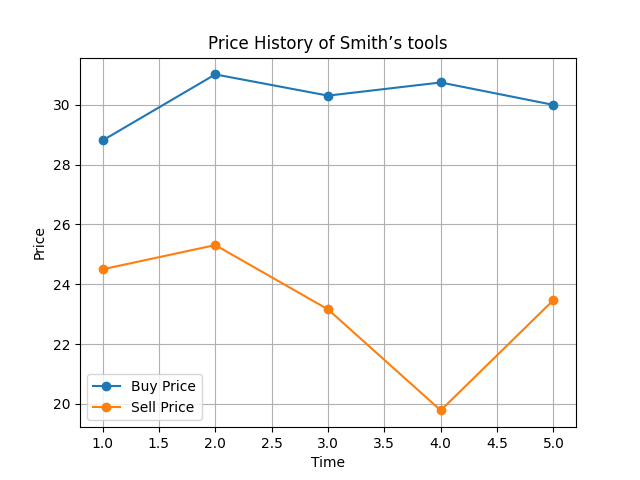 Price History of Smith’s tools
Price
30
28
26
24
22
20
Buy Price
Sell Price
1.0 1.5 2.0 2.5 3.0 3.5 4.0 4.5 5.0
Time